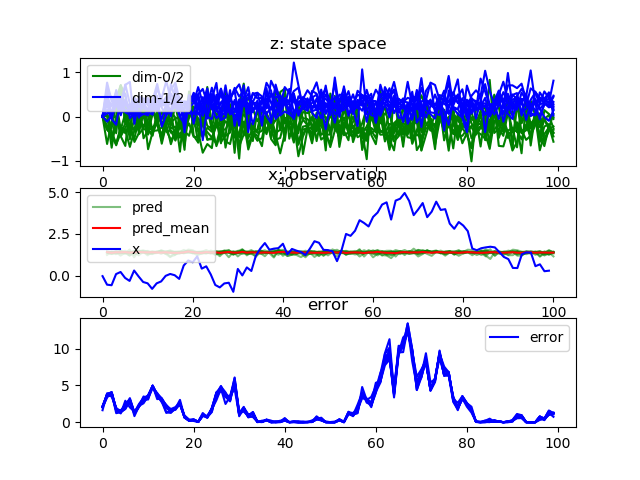 z: state space
1
0
−1
dim-0/2
dim-1/2
0 20 40 60 80 100
x: observation
5.0
2.5
0.0
pred
pred_mean
x
0 20 40 60 80 100
error
10
5
0
error
0 20 40 60 80 100